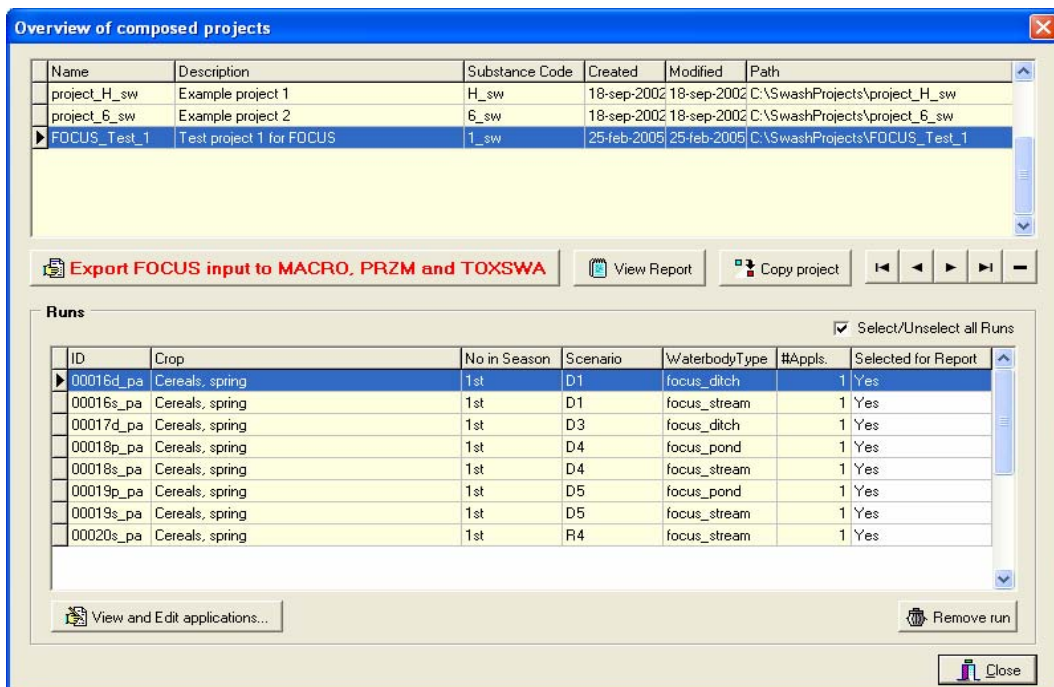 Overview of composed projects
Name Description Substance Code Created Modified Path
project_H_sw Example project 1 H_sw 18-sep-2002 18-sep-2002 C:\SwashProjects\project_H_sw
project_6_sw Example project 2 6_sw 18-sep-2002 18-sep-2002 C:\SwashProjects\project_6_sw
FOCUS_Test_1 Test project 1 for FOCUS 1_sw 25-feb-2005 25-feb-2005 C:\SwashProjects\FOCUS_Test_1
Export FOCUS input to MACRO, PRZM and TOXSWA View Report Copy project
Runs
Select/Unselect all Runs
ID Crop No in Season Scenario WaterbodyType #Appls. Selected for Report
00016d_pa Cereals, spring 1st D1 focus_ditch 1 Yes
00016s_pa Cereals, spring 1st D1 focus_stream 1 Yes
00017d_pa Cereals, spring 1st D3 focus_ditch 1 Yes
00018p_pa Cereals, spring 1st D4 focus_pond 1 Yes
00018s_pa Cereals, spring 1st D4 focus_stream 1 Yes
00019p_pa Cereals, spring 1st D5 focus_pond 1 Yes
00019s_pa Cereals, spring 1st D5 focus_stream 1 Yes
00020s_pa Cereals, spring 1st R4 focus_stream 1 Yes
View and Edit applications... Remove run
Close